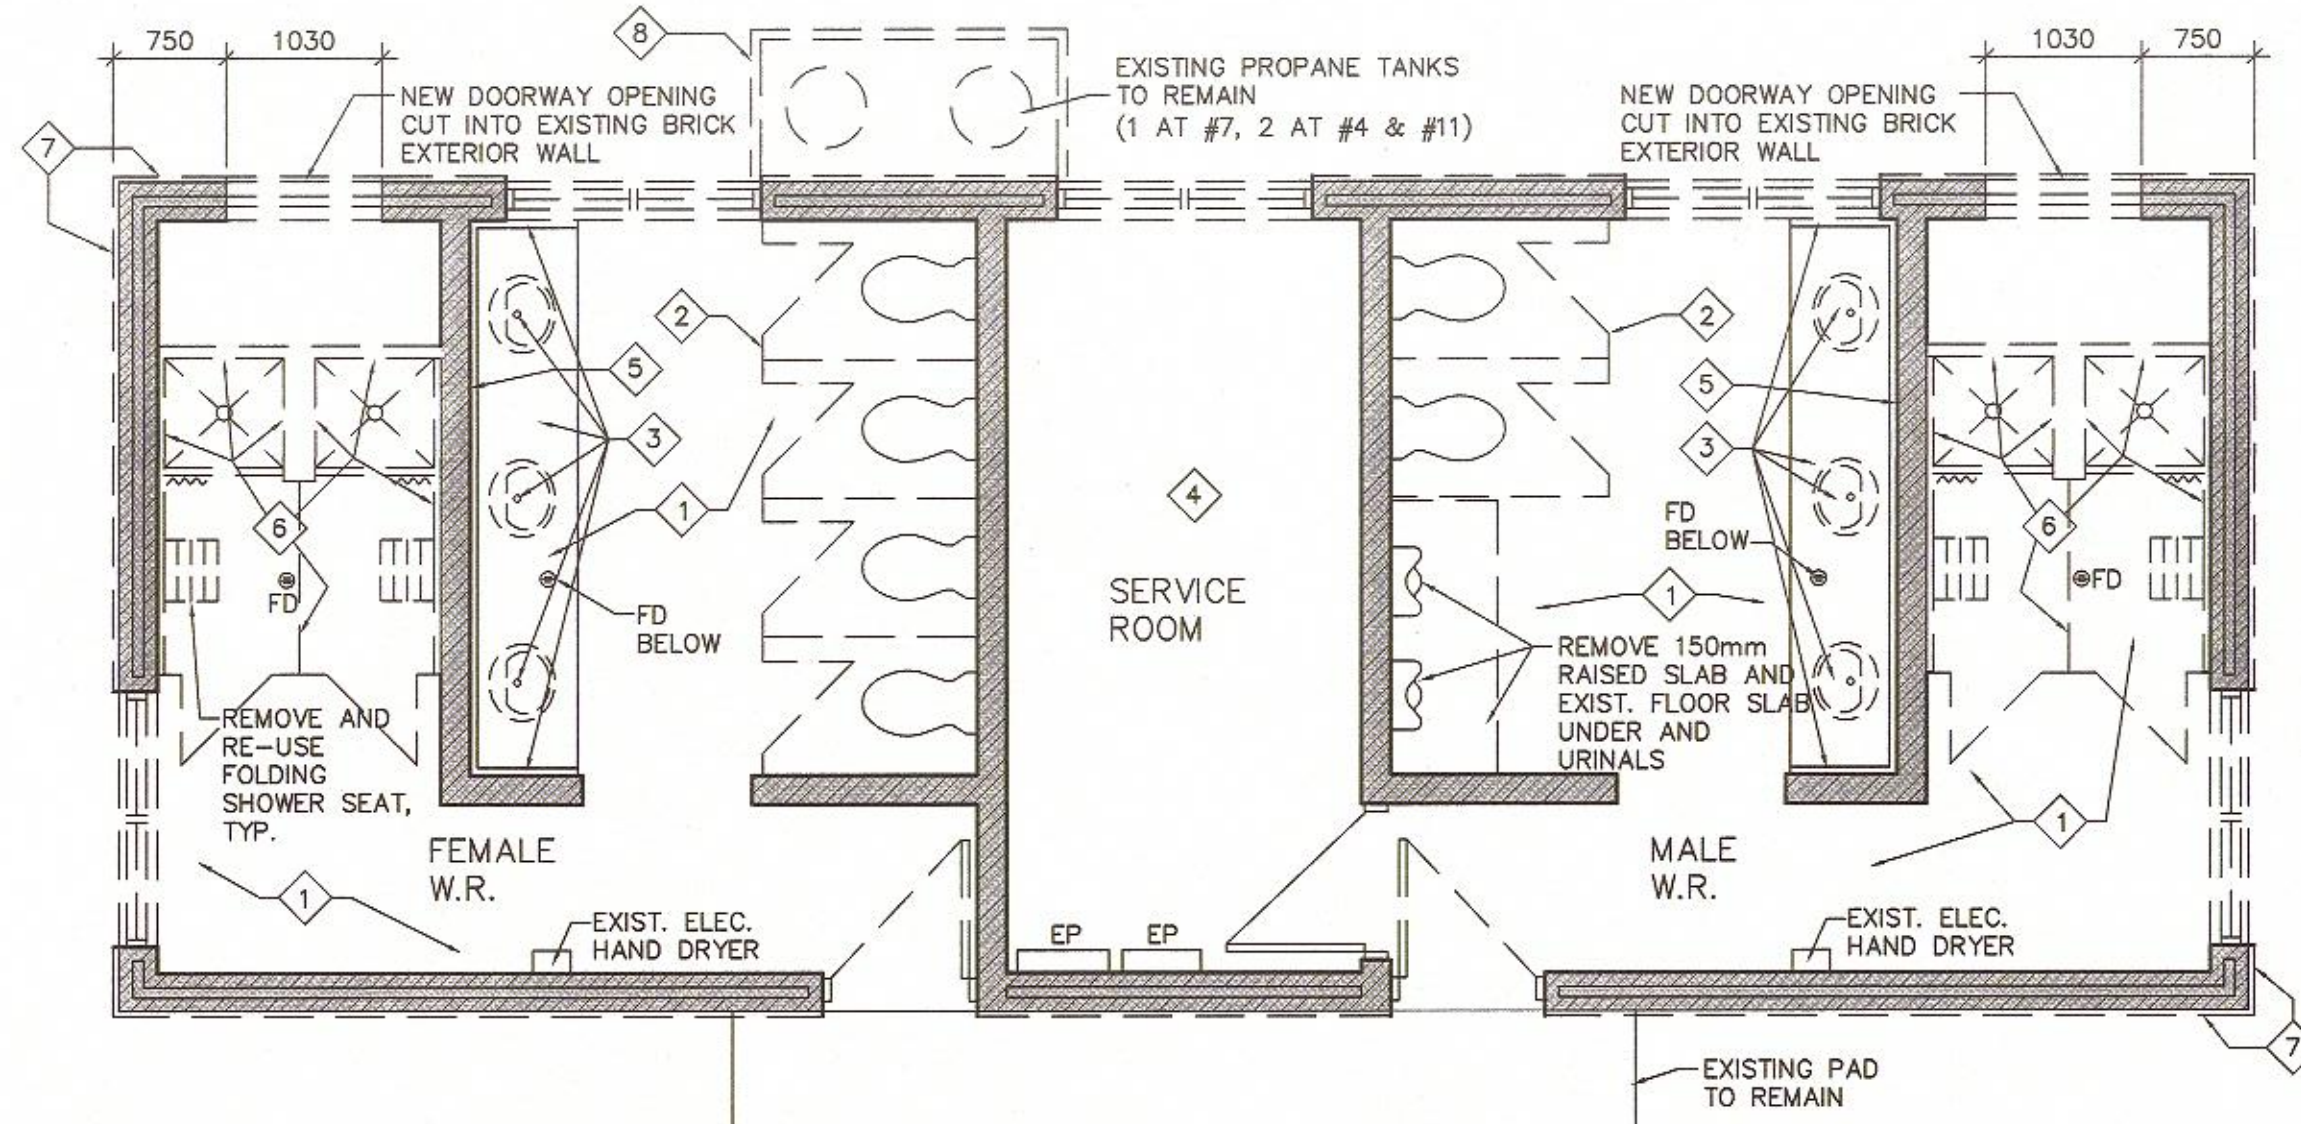 750
1030
8
1030
750
EXISTING PROPANE TANKS
TO REMAIN
(1 AT #7, 2 AT #4 & #11)
NEW DOORWAY OPENING
CUT INTO EXISTING BRICK
EXTERIOR WALL
NEW DOORWAY OPENING
CUT INTO EXISTING BRICK
EXTERIOR WALL
7
2
2
5
5
3
3
4
1
6
6
FD
BELOW
FD
FD
SERVICE
ROOM
1
FD
BELOW
REMOVE 150mm
RAISED SLAB AND
EXIST. FLOOR SLAB
UNDER AND
URINALS
REMOVE AND
RE-USE
FOLDING
SHOWER SEAT,
TYP.
1
FEMALE
W.R.
MALE
W.R.
1
EXIST. ELEC.
HAND DRYER
EP
EP
EXIST. ELEC.
HAND DRYER
7
EXISTING PAD
TO REMAIN